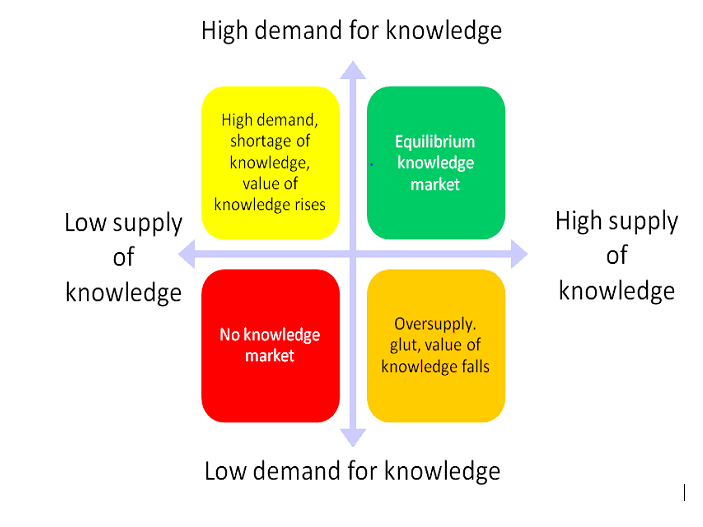 High demand for knowledge
High demand,
shortage of
knowledge,
value of
knowledge rises
Equilibrium
knowledge
market
Low supply
of
knowledge
High supply
of
knowledge
No knowledge
market
Oversupply.
glut, value of
knowledge falls
Low demand for knowledge